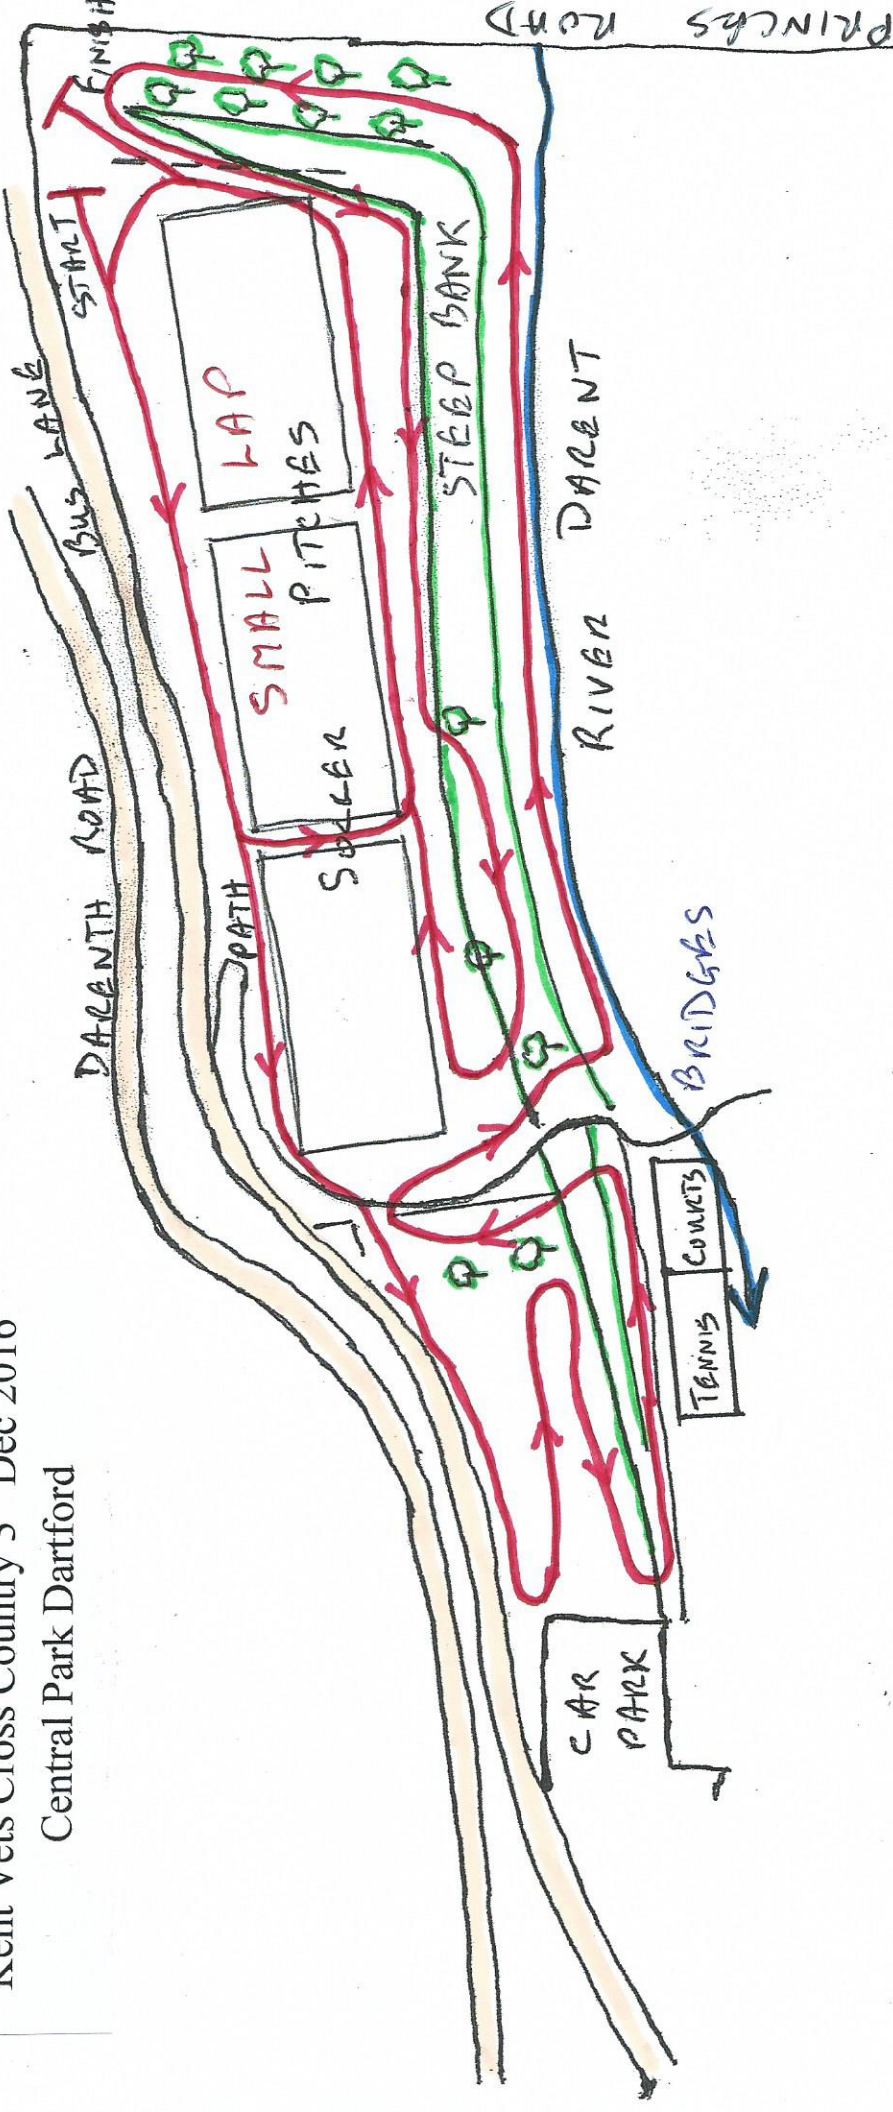 Kent Vets Cross Country 3 Dec 2016
Central Park Dartford
DARENTH ROAD
BUS LANE
START
FINISH
PATH
SMALL LAP
SOCCER PITCHES
STEEP BANK
RIVER DARENT
PRINCES ROAD
BRIDGES
TENNIS COURTS
CAR
PARK